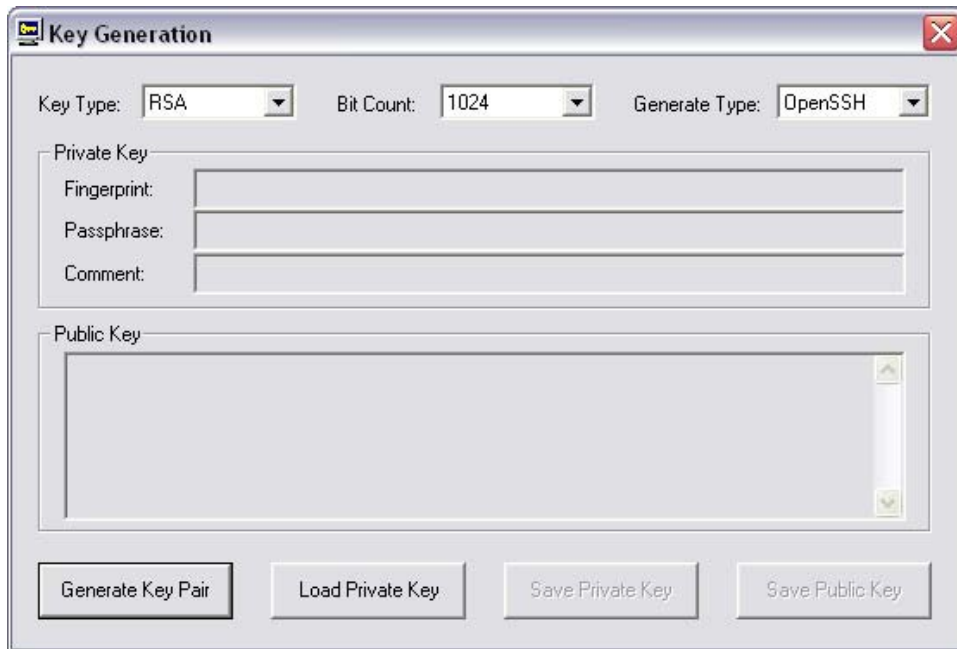 Key Generation
Key Type: RSA Bit Count: 1024 Generate Type: OpenSSH
Private Key
Fingerprint:
Passphrase:
Comment:
Public Key
Generate Key Pair Load Private Key Save Private Key Save Public Key